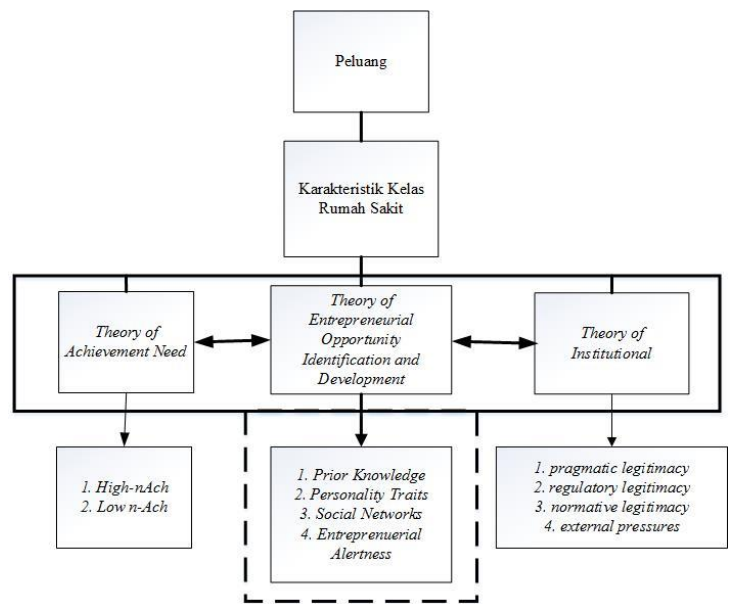 Peluang
Karakteristik Kelas
Rumah Sakit
Theory of
Achievement Need
Theory of
Entrepreneurial
Opportunity
Identification and
Development
Theory of
Institutional
1. High-nAch
2. Low n-Ach
1. Prior Knowledge
2. Personality Traits
3. Social Networks
4. Entreprenuerial
Alertness
1. pragmatic legitimacy
2. regulatory legitimacy
3. normative legitimacy
4. external pressures